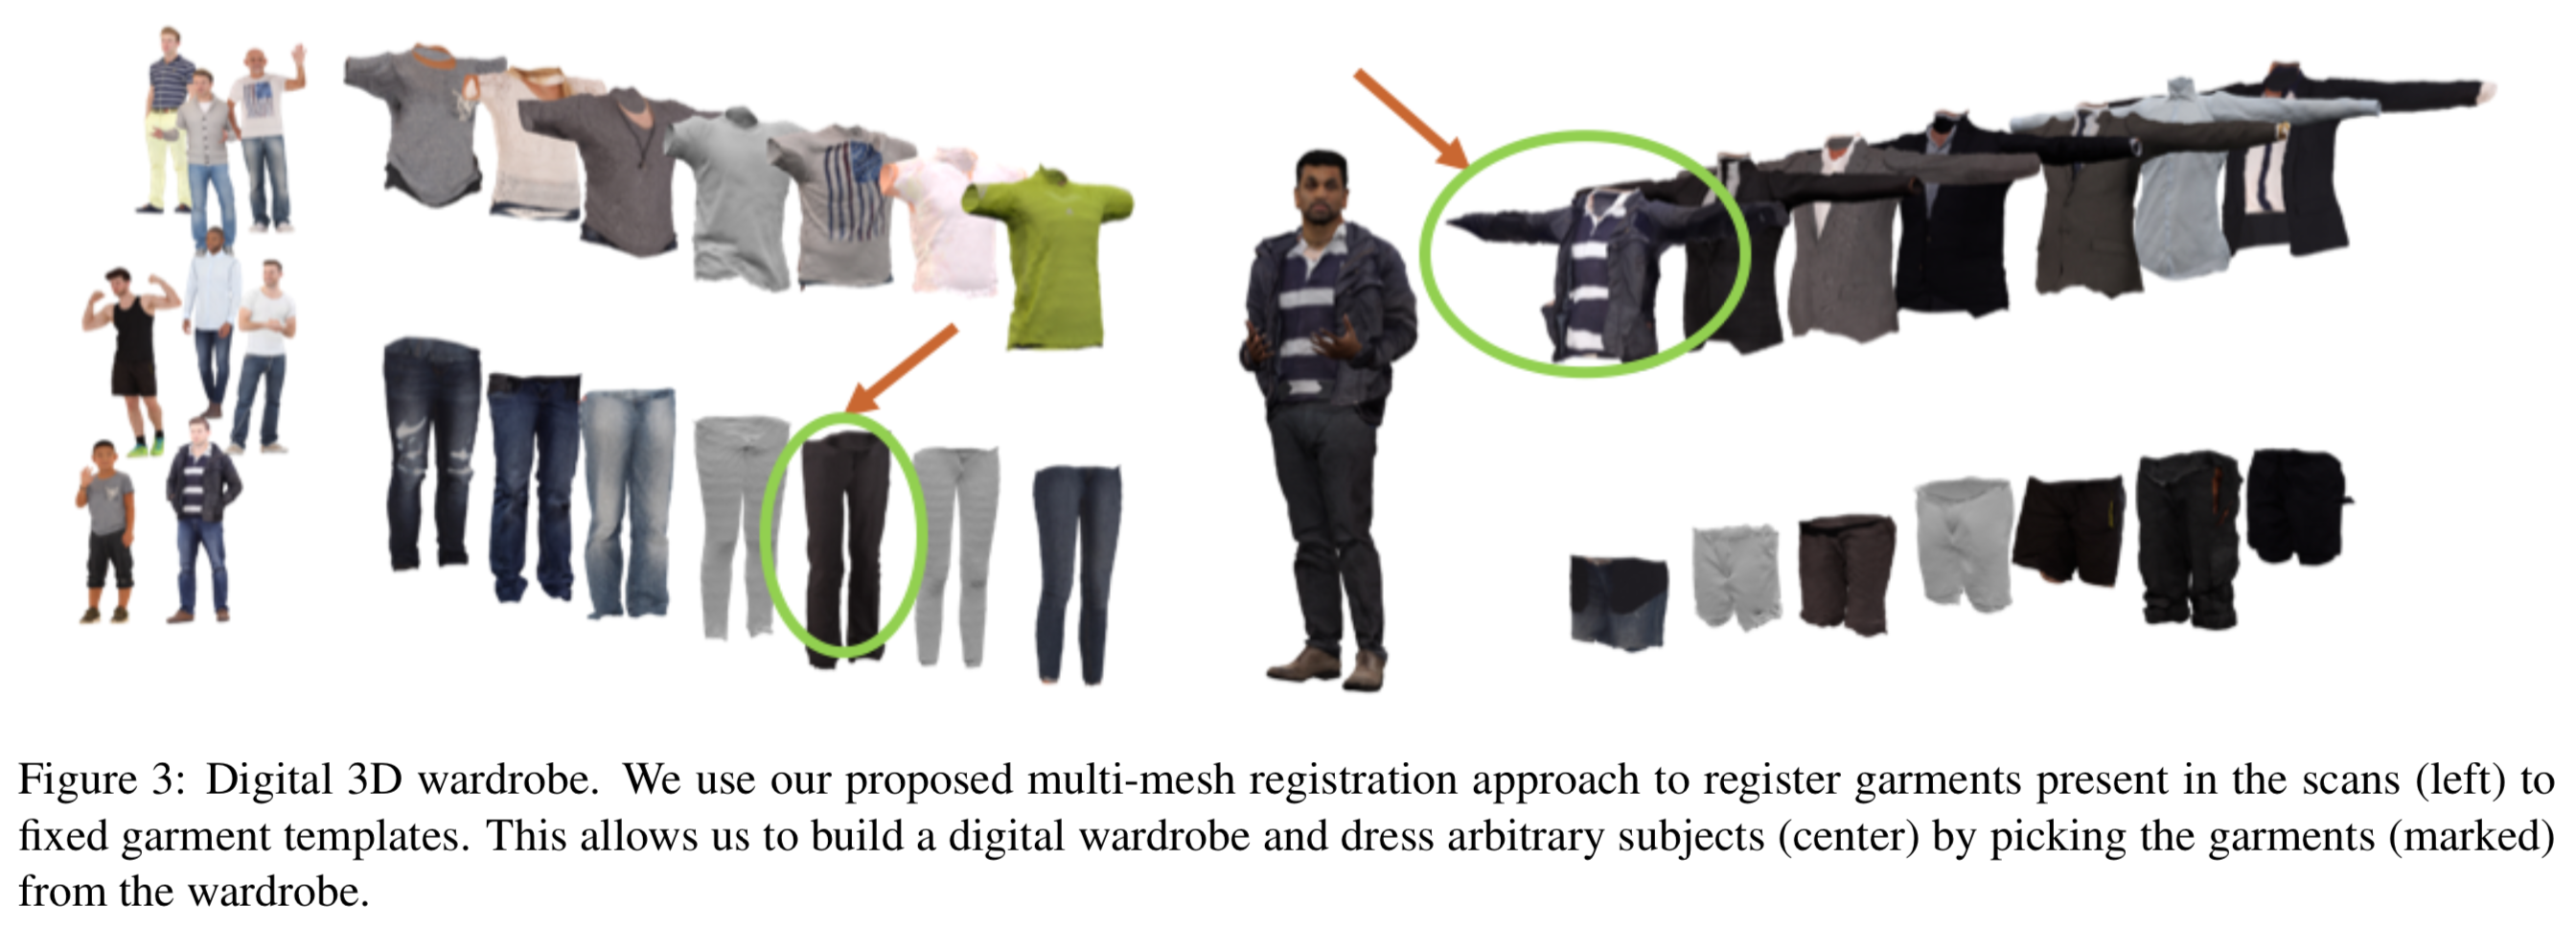 Figure 3: Digital 3D wardrobe. We use our proposed multi-mesh registration approach to register garments present in the scans (left) to
fixed garment templates. This allows us to build a digital wardrobe and dress arbitrary subjects (center) by picking the garments (marked)
from the wardrobe.